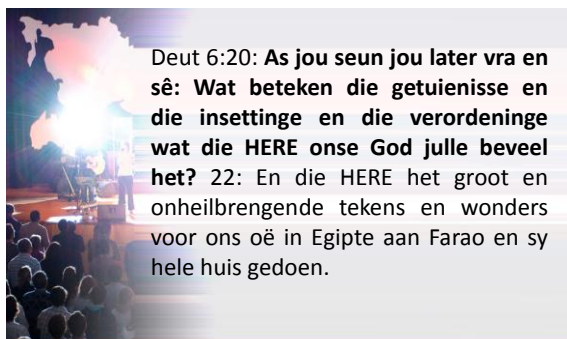 Deut 6:20: As jou seun jou later vra en
sê: Wat beteken die getuienisse en
die insettinge en die verordeninge
wat die HERE onse God julle beveel
het? 22: En die HERE het groot en
onheilbrengende tekens en wonders
voor ons oë in Egipte aan Farao en sy
hele huis gedoen.